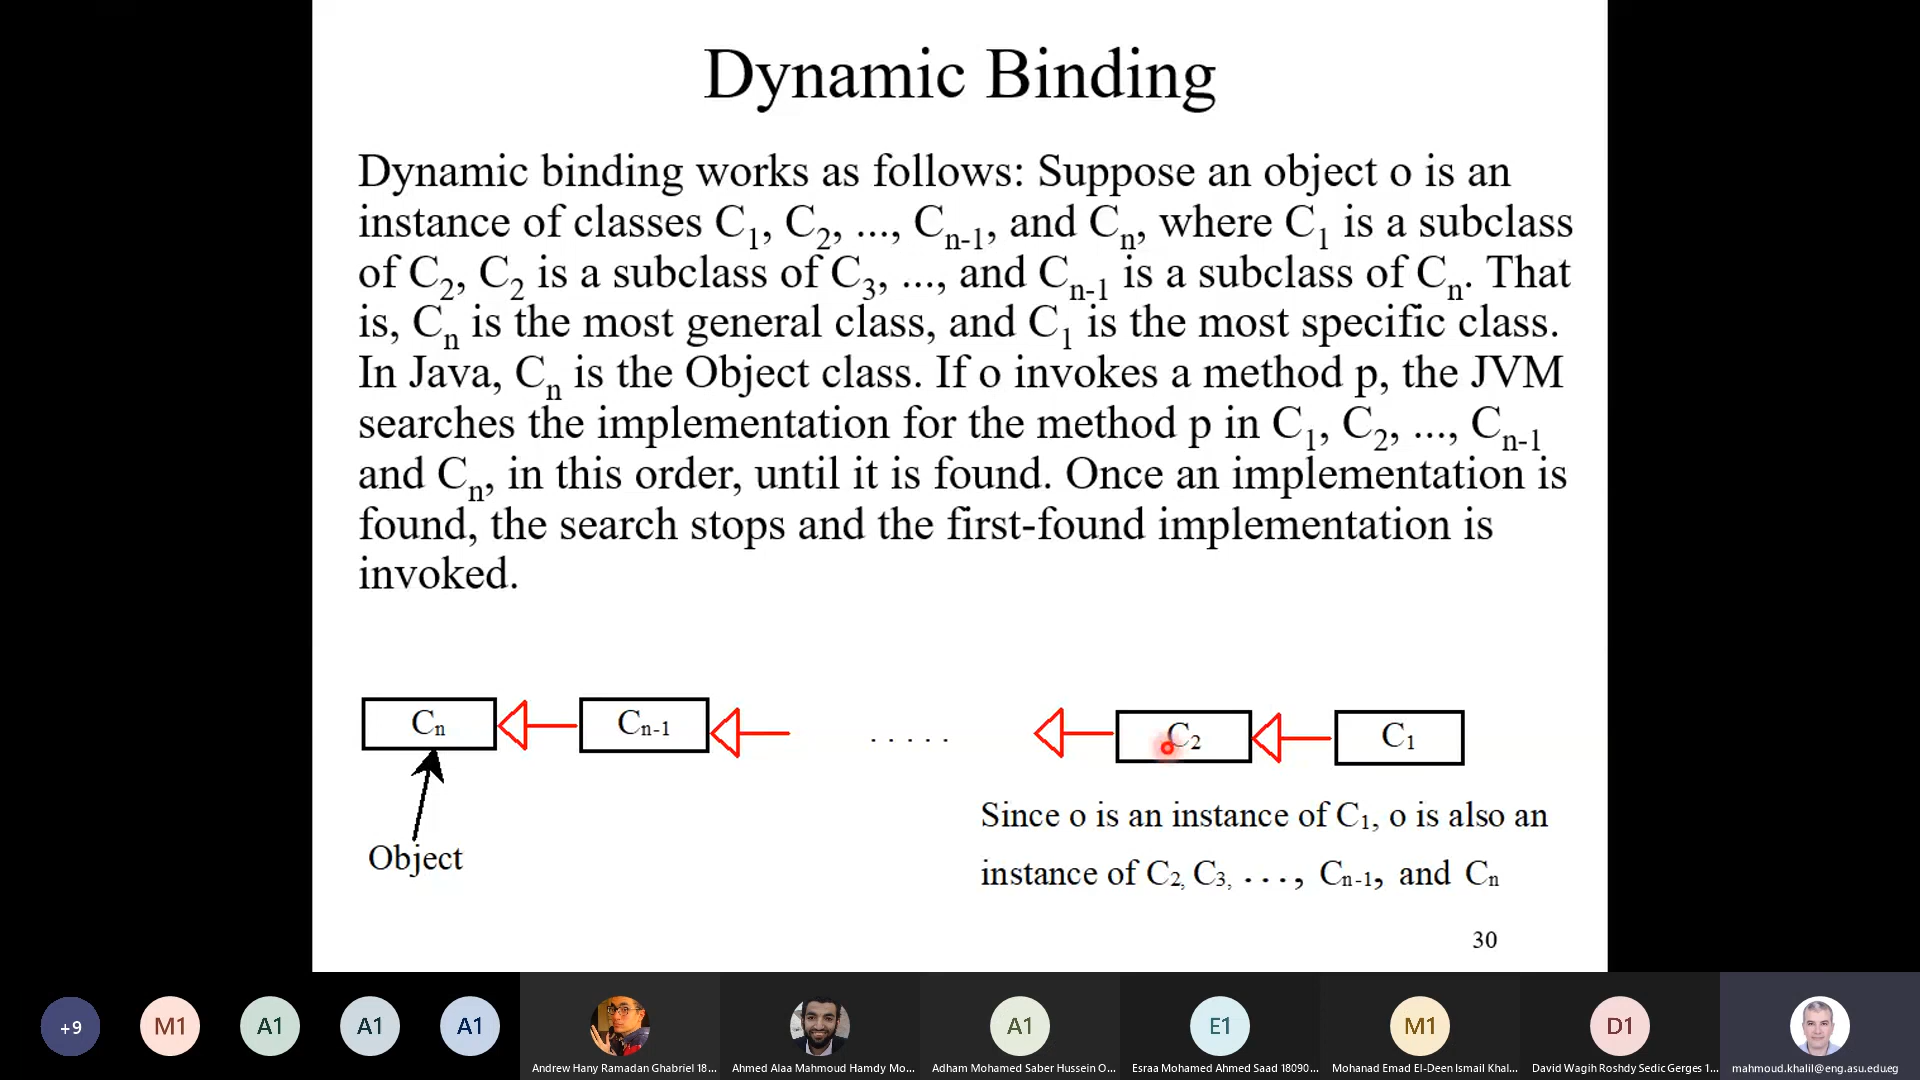 Dynamic Binding
Dynamic binding works as follows: Suppose an object o is an
instance of classes C1, C2, ..., Cn-1, and Cn, where C1 is a subclass
of C2, C2 is a subclass of C3, ..., and Cn-1 is a subclass of Cn. That
is, Cn is the most general class, and C1 is the most specific class.
In Java, Cn is the Object class. If o invokes a method p, the JVM
searches the implementation for the method p in C1, C2, ..., Cn-1
and Cn, in this order, until it is found. Once an implementation is
found, the search stops and the first-found implementation is
invoked.
Cn
Cn-1
. . . . .
C2
C1
Since o is an instance of C1, o is also an
instance of C2, C3, . . . , Cn-1, and Cn
Object
30
+9
M1
A1
A1
A1
A1
E1
M1
D1
Andrew Hany Ramadan Ghabriel 18...
Ahmed Alaa Mahmoud Hamdy Mo...
Adham Mohamed Saber Hussein O...
Esraa Mohamed Ahmed Saad 18090...
Mohanad Emad El-Deen Ismail Khal...
David Wagih Roshdy Sedic Gerges 1...
mahmoud.khalil@eng.asu.edu.eg